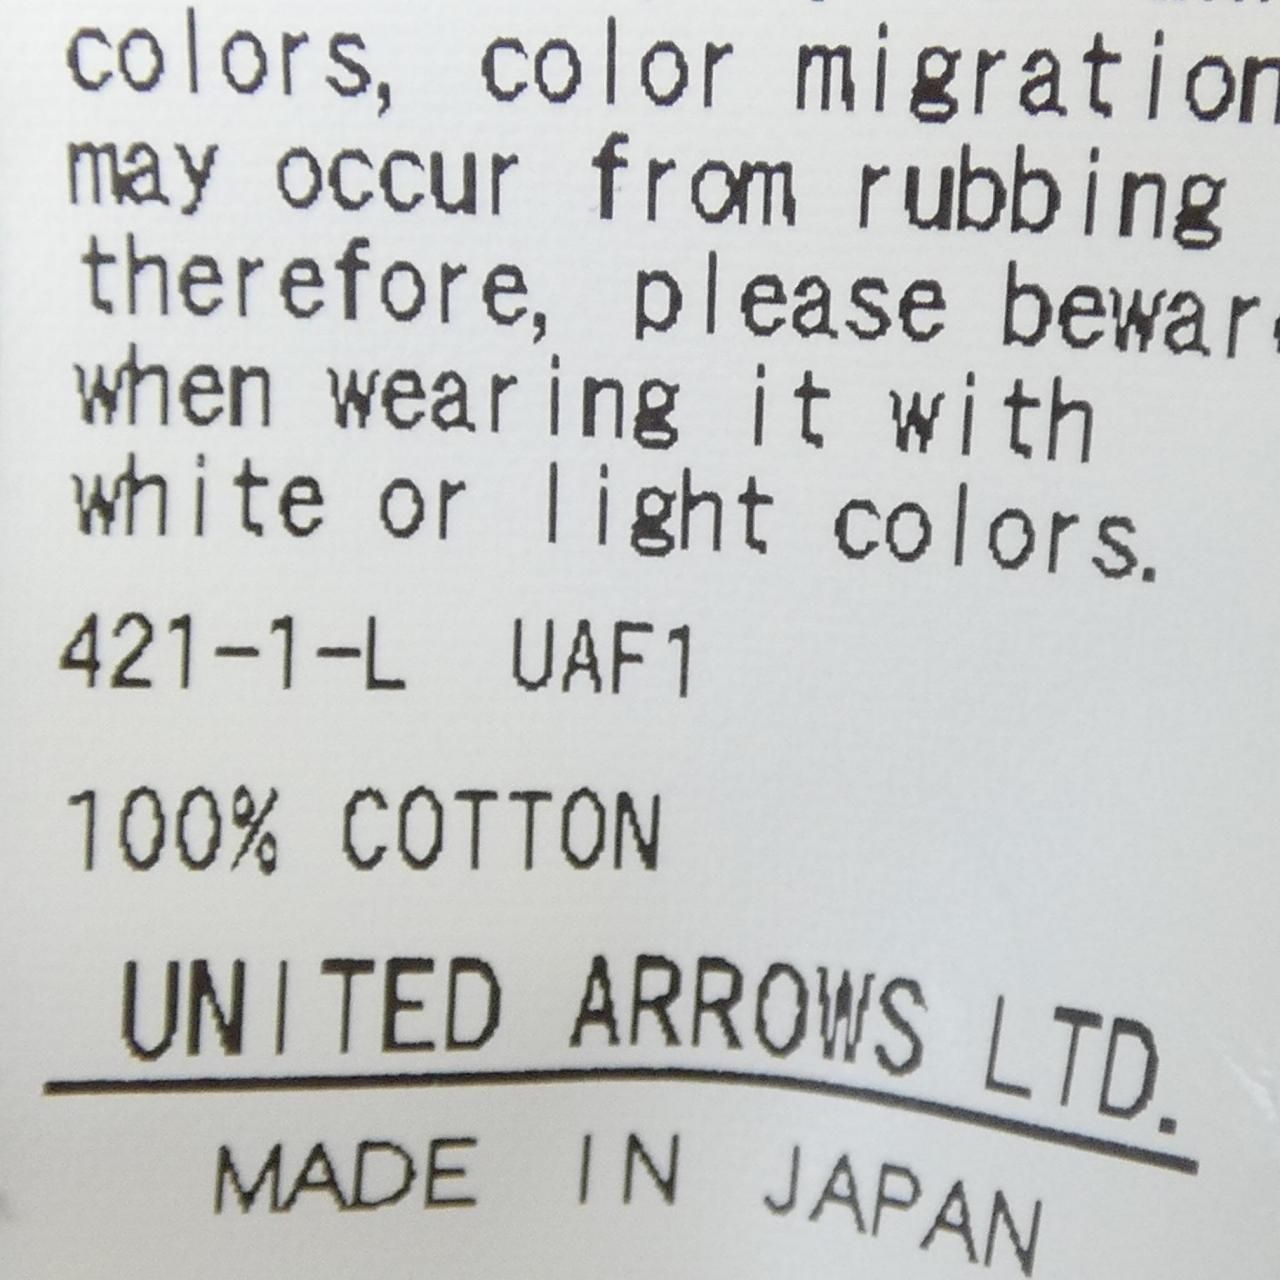 colors, color migration
may occur from rubbing
therefore, please beware
when wearing it with
white or light colors.
421-1-L UAF1
100% COTTON
UNITED ARROWS LTD.
MADE IN JAPAN